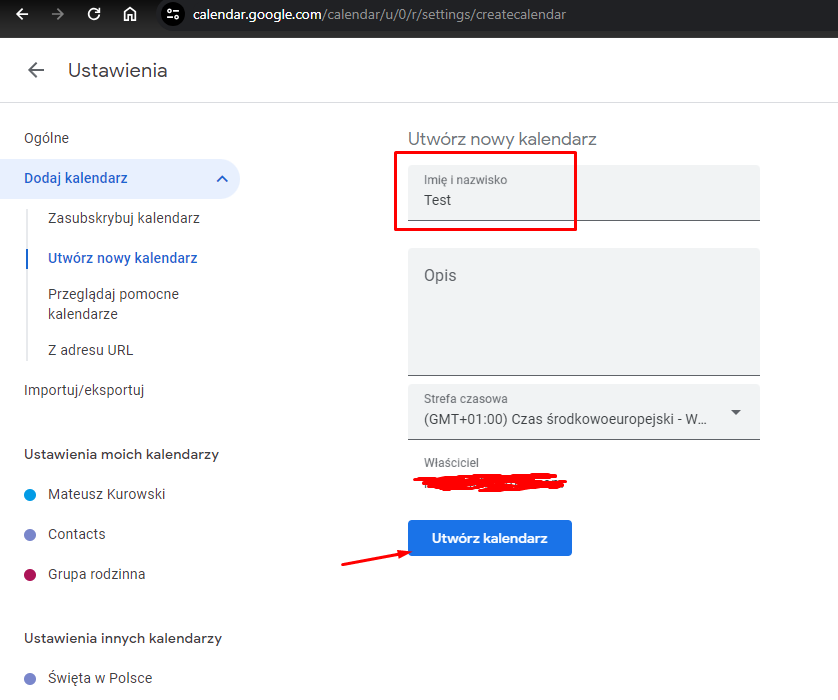 calendar.google.com/calendar/u/0/r/settings/createcalendar
Ustawienia
Ogólne
Dodaj kalendarz
Zasubskrybuj kalendarz
Utwórz nowy kalendarz
Przeglądaj pomocne
kalendarze
Z adresu URL
Importuj/eksportuj
Ustawienia moich kalendarzy
Mateusz Kurowski
Contacts
Grupa rodzinna
Ustawienia innych kalendarzy
Święta w Polsce
Utwórz nowy kalendarz
Imię i nazwisko
Test
Opis
Strefa czasowa
(GMT+01:00) Czas środkowoeuropejski - W...
Właściciel
Utwórz kalendarz